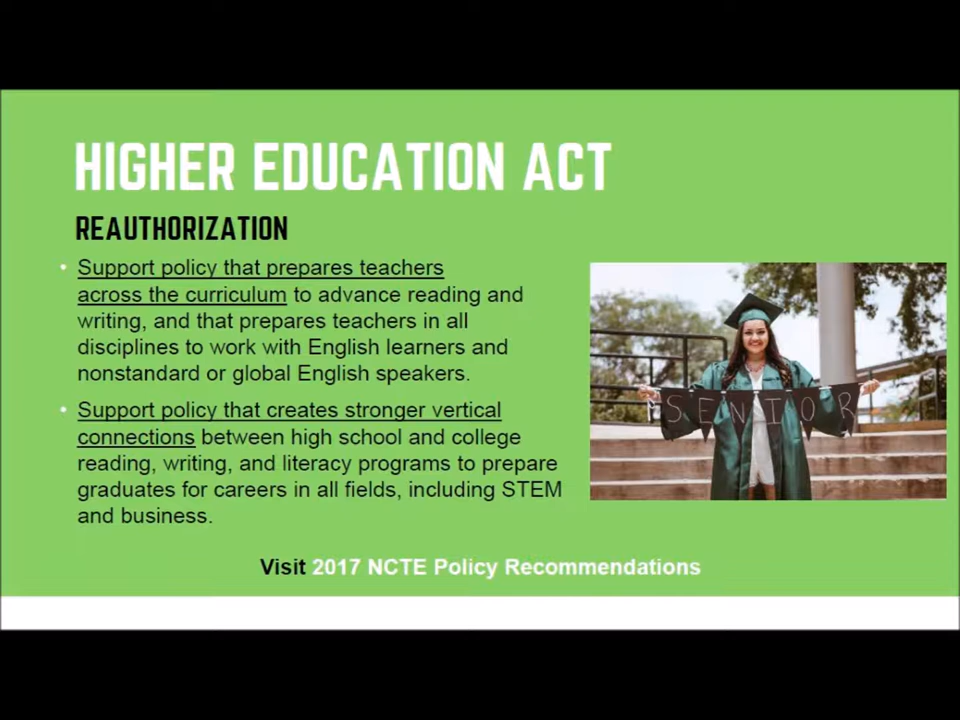 HIGHER EDUCATION ACT
REAUTHORIZATION
• Support policy that prepares teachers
across the curriculum to advance reading and
writing, and that prepares teachers in all
disciplines to work with English learners and
nonstandard or global English speakers.
• Support policy that creates stronger vertical
connections between high school and college
reading, writing, and literacy programs to prepare
graduates for careers in all fields, including STEM
and business.
SENIOR
Visit 2017 NCTE Policy Recommendations